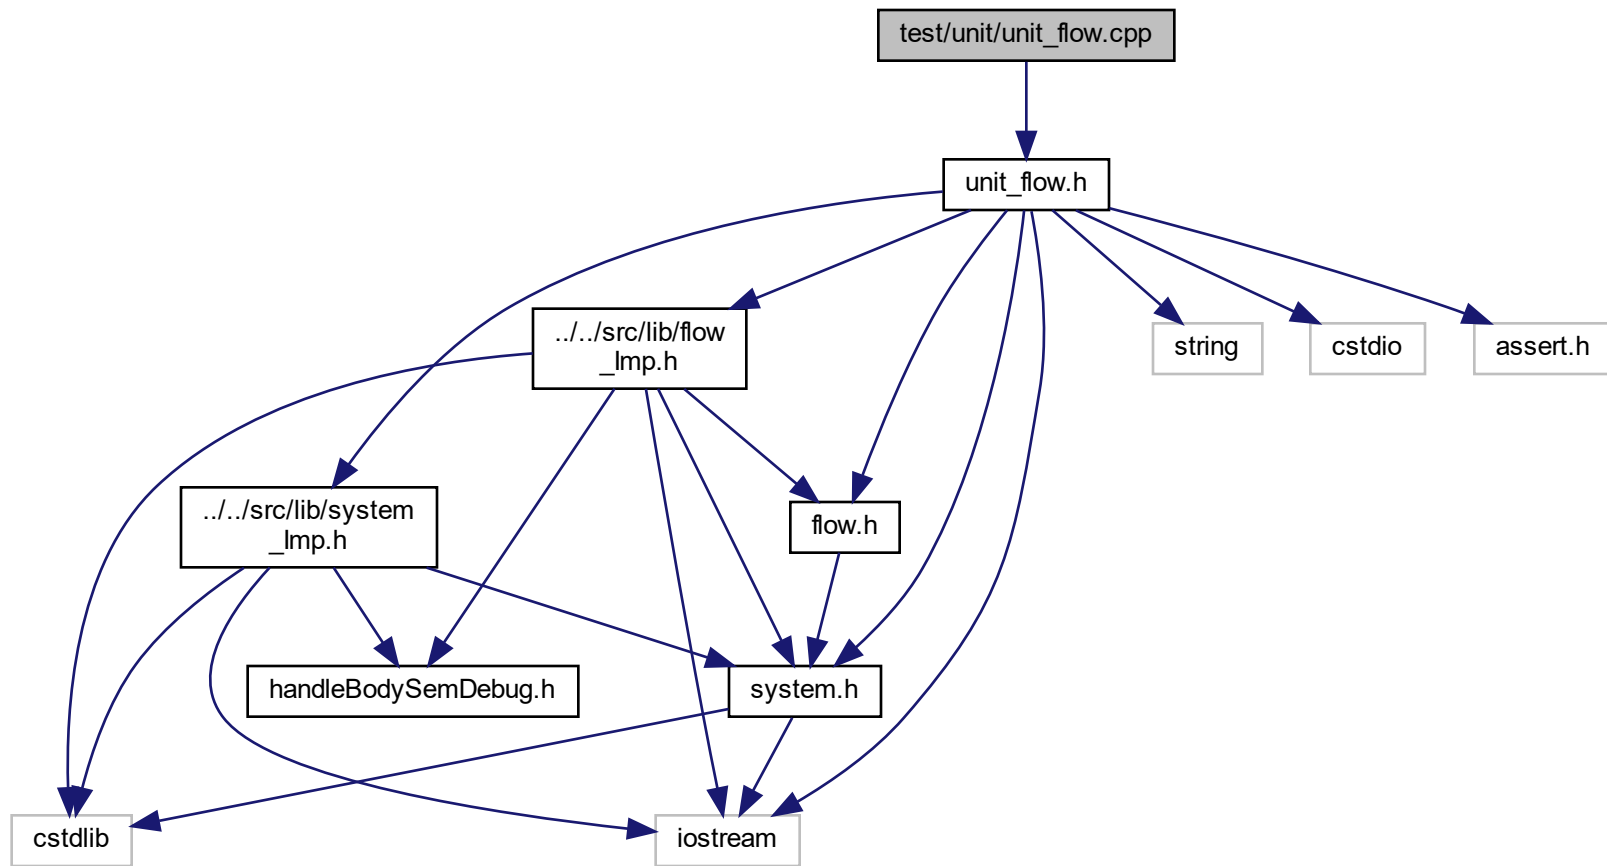 test/unit/unit_flow.cpp
unit_flow.h
../../src/lib/flow
_Imp.h
string
cstdio
assert.h
../../src/lib/system
_Imp.h
flow.h
handleBodySemDebug.h
system.h
cstdlib
iostream